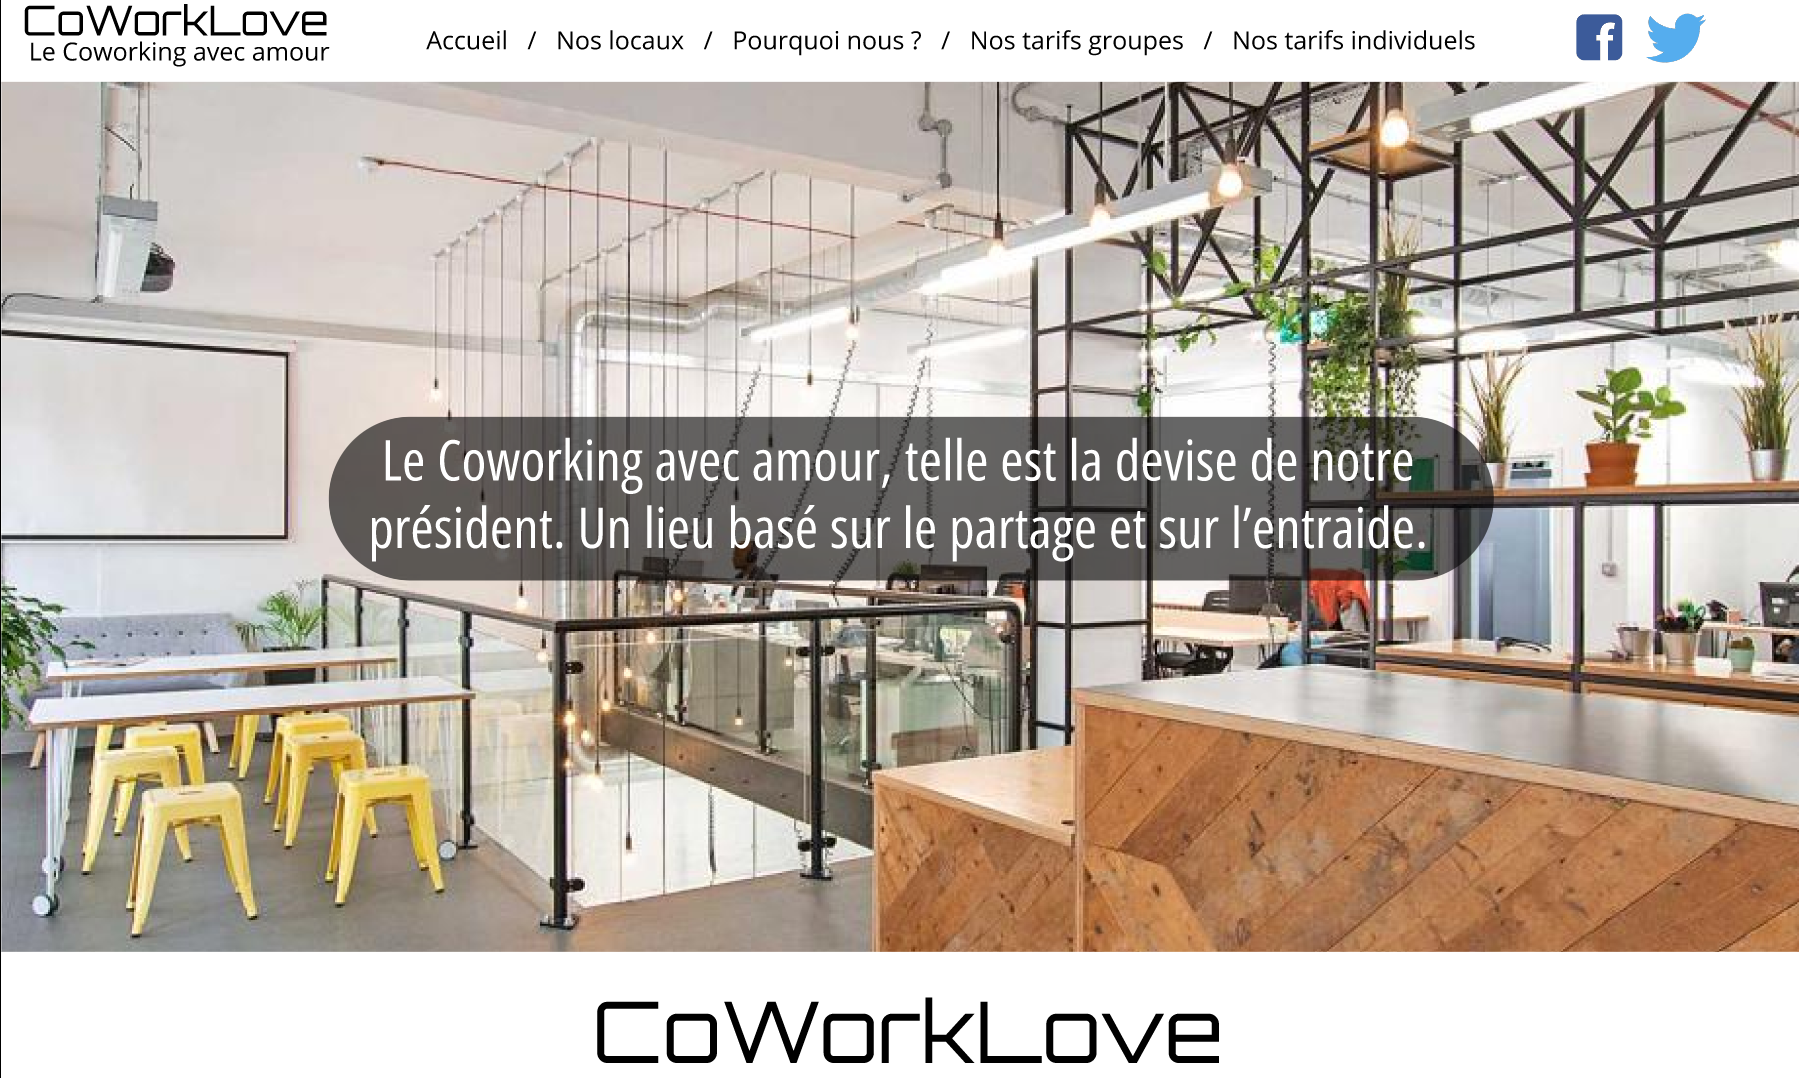 CoWorkLove
Le Coworking avec amour
Accueil / Nos locaux / Pourquoi nous ? / Nos tarifs groupes / Nos tarifs individuels
Le Coworking avec amour, telle est la devise de notre
président. Un lieu basé sur le partage et sur l’entraide.
CoWorkLove